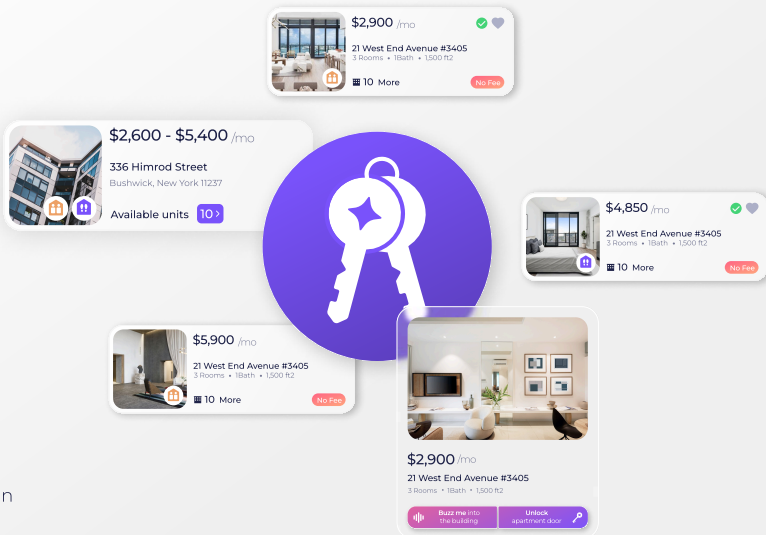 $2,900 /mo
21 West End Avenue #3405
3 Rooms • 1Bath • 1,500 ft2
10 More
No Fee
$2,600 - $5,400 /mo
336 Himrod Street
Bushwick, New York 11237
Available units 10 >
$4,850 /mo
21 West End Avenue #3405
3 Rooms • 1Bath • 1,500 ft2
10 More
No Fee
$5,900 /mo
21 West End Avenue #3405
3 Rooms • 1Bath • 1,500 ft2
10 More
No Fee
$2,900 /mo
21 West End Avenue #3405
3 Rooms • 1Bath • 1,500 ft2
Buzz me into
the building
Unlock
apartment door
n